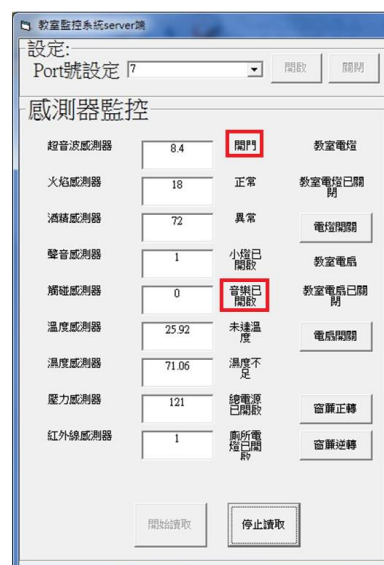 教室監控系統server端
設定:
Port號設定 7 開啟 關閉
感測器監控
超音波感測器 8.4 開門 教室電燈
火焰感測器 18 正常 教室電燈已關
閉
酒精感測器 72 異常 電燈開關
聲音感測器 1 小燈已
開啟 教室電扇
觸碰感測器 0 音樂已
開啟 教室電扇已關
閉
溫度感測器 25.92 未達溫
度 電扇開關
濕度感測器 71.06 濕度不
足
壓力感測器 121 總電源
已開啟 窗簾正轉
紅外線感測器 1 廁所電
燈已開
啟 窗簾逆轉
開始讀取 停止讀取